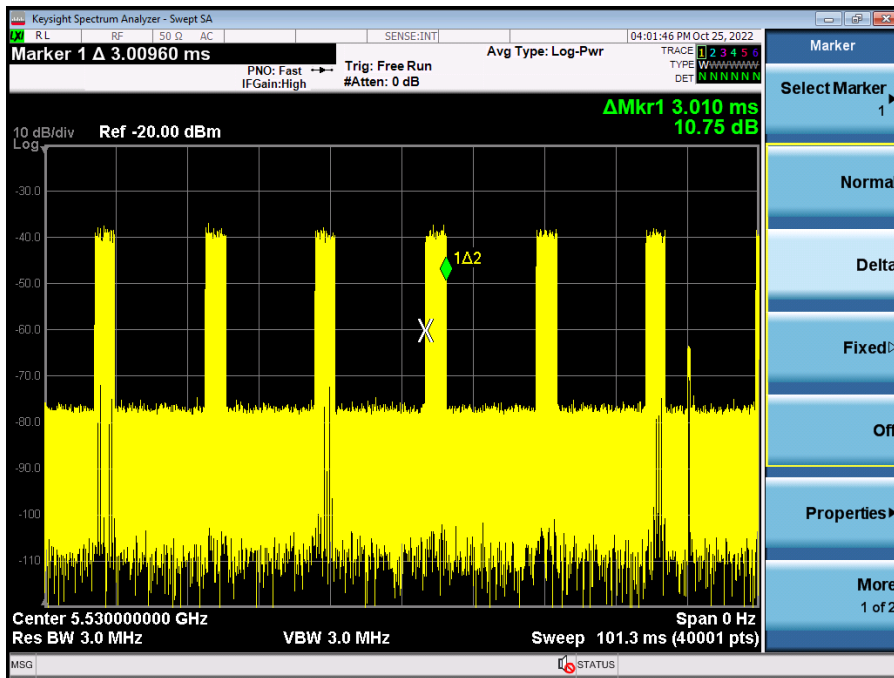 Keysight Spectrum Analyzer - Swept SA
LXI RL RF 50 Ω AC SENSE:INT 04:01:46 PM Oct 25, 2022
Marker 1 Δ 3.00960 ms
PNO: Fast
IFGain:High
Trig: Free Run
#Atten: 0 dB
Avg Type: Log-Pwr
TRACE 1 2 3 4 5 6
TYPE WWWWWW
DET N N N N N N
ΔMkr1 3.010 ms
10.75 dB
10 dB/div Ref -20.00 dBm
Log
-30.0
-40.0
-50.0
-60.0
-70.0
-80.0
-90.0
-100
-110
1Δ2
X
Center 5.530000000 GHz Span 0 Hz
Res BW 3.0 MHz VBW 3.0 MHz Sweep 101.3 ms (40001 pts)
MSG STATUS
Marker
Select Marker
1
Normal
Delta
Fixed
Off
Properties
More
1 of 2